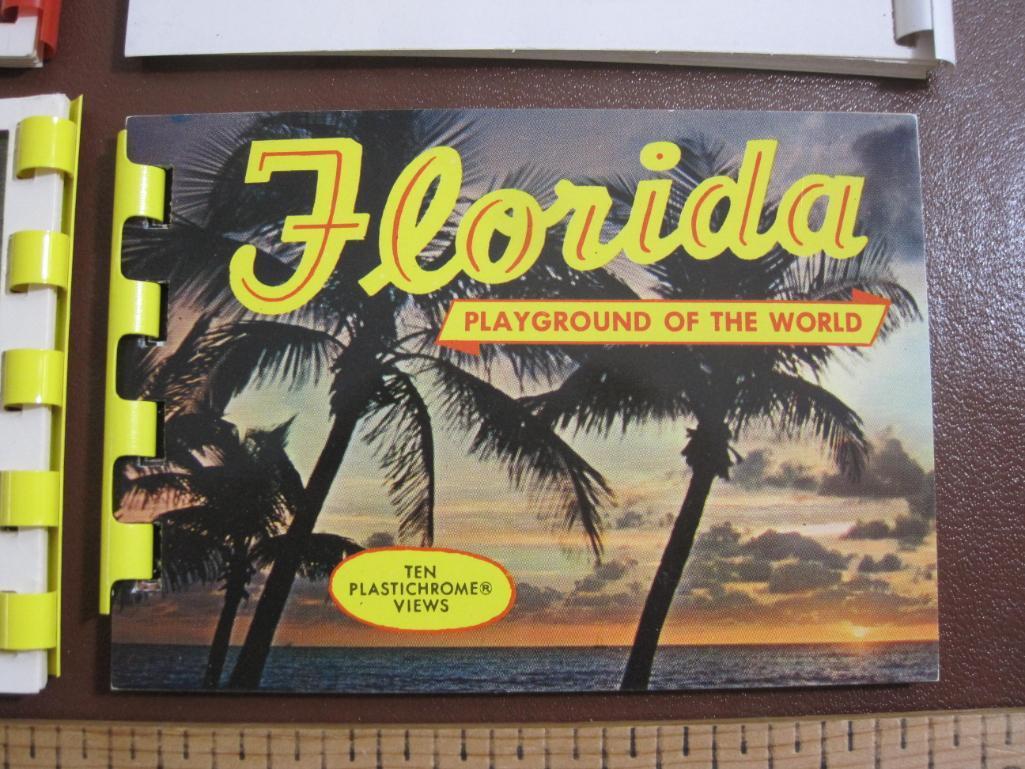 Florida
PLAYGROUND OF THE WORLD
TEN
PLASTICHROME®
VIEWS